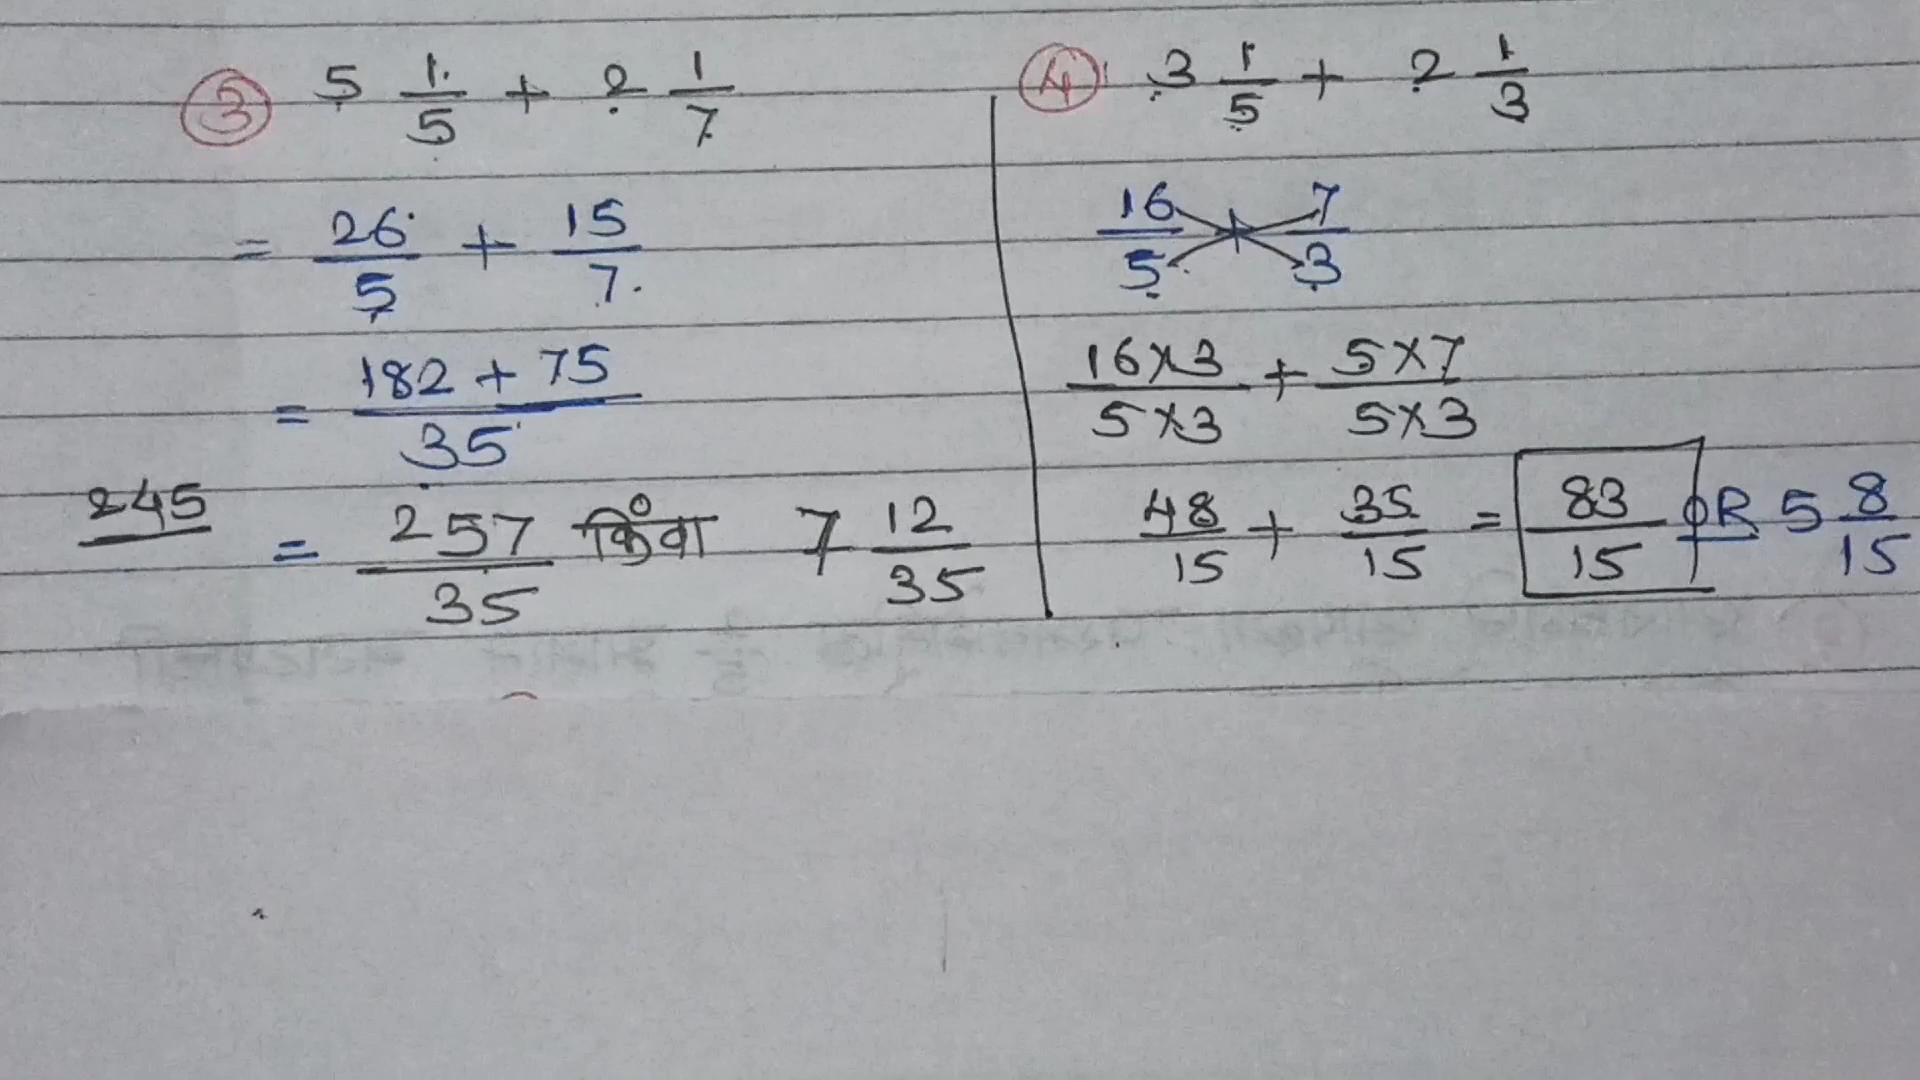 ③ 5 1/5 + 2 1/7
= 26/5 + 15/7
= (182 + 75)/35
245
= 257/35 किंवा 7 12/35
④ 3 1/5 + 2 1/3
16/5 + 7/3
(16×3)/(5×3) + (5×7)/(5×3)
48/15 + 35/15 = 83/15 OR 5 8/15